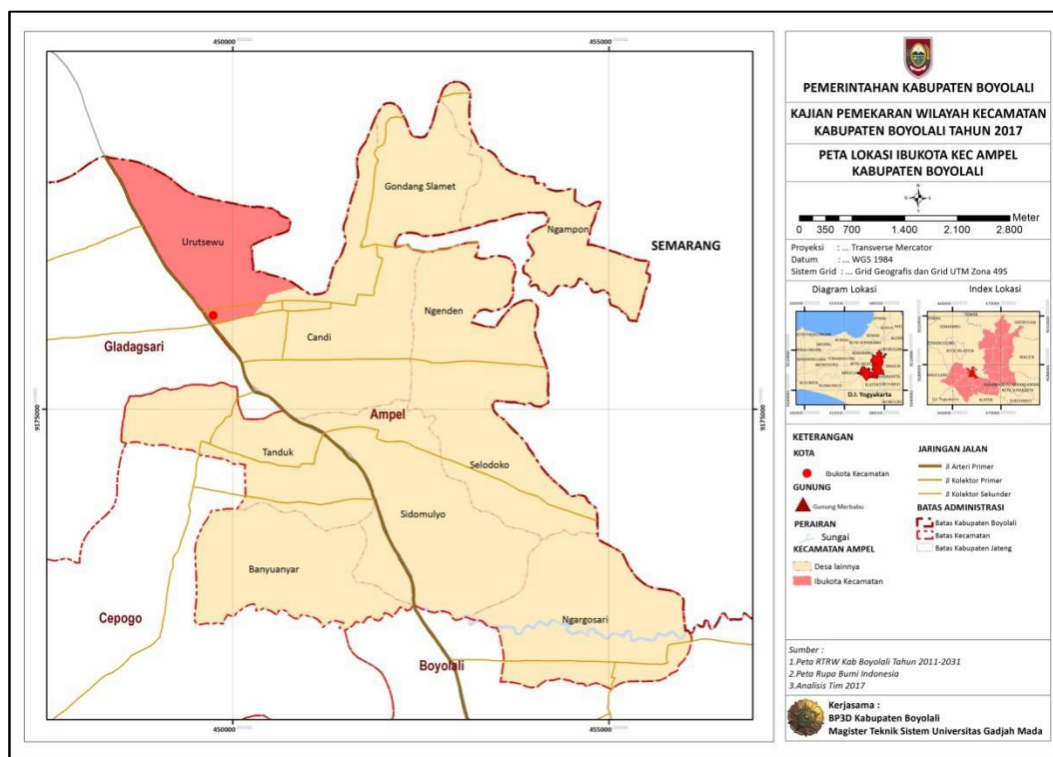 450000
455000
Gondang Slamet
Ngampon
Urutsewu
SEMARANG
Ngenden
Candi
Gladagsari
9175000
Ampel
9175000
Tanduk
Selodoko
Sidomulyo
Banyuanyar
Cepogo
Ngargosari
Boyolali
450000
455000
PEMERINTAHAN KABUPATEN BOYOLALI
KAJIAN PEMEKARAN WILAYAH KECAMATAN
KABUPATEN BOYOLALI TAHUN 2017
PETA LOKASI IBUKOTA KEC AMPEL
KABUPATEN BOYOLALI
Meter
0 350 700 1.400 2.100 2.800
Proyeksi : ... Transverse Mercator
Datum : ... WGS 1984
Sistem Grid : ... Grid Geografis dan Grid UTM Zona 49S
Diagram Lokasi
Index Lokasi
D.I. Yogyakarta
D.I. Yogyakarta
KETERANGAN
KOTA
Ibukota Kecamatan
GUNUNG
Gunung Merbabu
PERAIRAN
Sungai
KECAMATAN AMPEL
Desa lainnya
Ibukota Kecamatan
JARINGAN JALAN
Jl Arteri Primer
Jl Kolektor Primer
Jl Kolektor Sekunder
BATAS ADMINISTRASI
Batas Kabupaten Boyolali
Batas Kecamatan
Batas Kabupaten Jateng
Sumber :
1.Peta RTRW Kab Boyolali Tahun 2011-2031
2.Peta Rupa Bumi Indonesia
3.Analisis Tim 2017
Kerjasama :
BP3D Kabupaten Boyolali
Magister Teknik Sistem Universitas Gadjah Mada